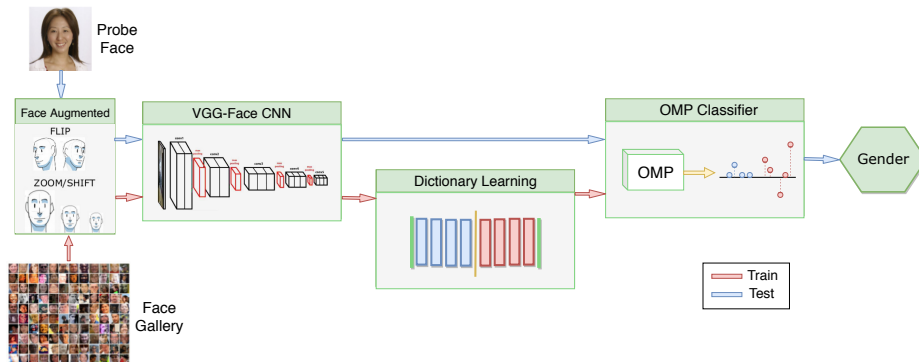 Probe
Face
Face Augmented
FLIP
ZOOM/SHIFT
VGG-Face CNN
Dictionary Learning
OMP Classifier
OMP
Gender
Face
Gallery
Train
Test